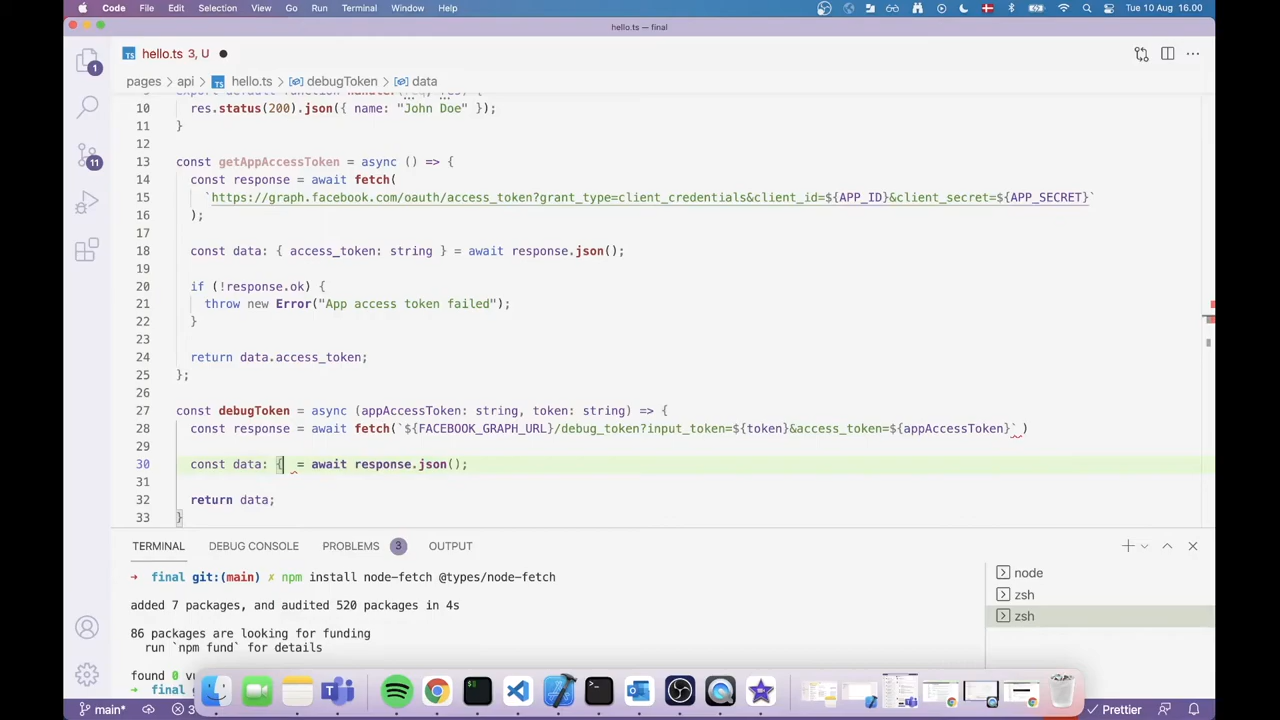 Code File Edit Selection View Go Run Terminal Window Help Tue 10 Aug 16.00
hello.ts — final
TS hello.ts 3, U
pages > api > TS hello.ts > debugToken > data
1
11
10 res.status(200).json({ name: "John Doe" });
11 }
12
13 const getAppAccessToken = async () => {
14 const response = await fetch(
15 `https://graph.facebook.com/oauth/access_token?grant_type=client_credentials&client_id=${APP_ID}&client_secret=${APP_SECRET}`
16 );
17
18 const data: { access_token: string } = await response.json();
19
20 if (!response.ok) {
21 throw new Error("App access token failed");
22 }
23
24 return data.access_token;
25 };
26
27 const debugToken = async (appAccessToken: string, token: string) => {
28 const response = await fetch(`${FACEBOOK_GRAPH_URL}/debug_token?input_token=${token}&access_token=${appAccessToken}` )
29
30 const data: { = await response.json();
31
32 return data;
33 }
TERMINAL DEBUG CONSOLE PROBLEMS 3 OUTPUT
→ final git:(main) ✗ npm install node-fetch @types/node-fetch
added 7 packages, and audited 520 packages in 4s
86 packages are looking for funding
run `npm fund` for details
found 0
→ final
node
zsh
zsh
main* 3 Prettier